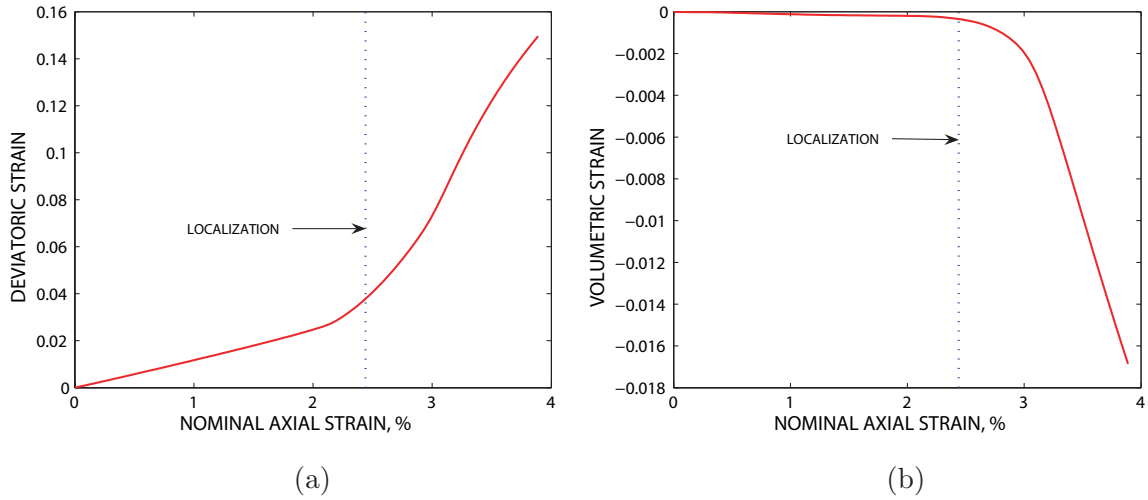 0.16
0.14
0.12
0.1
0.08
0.06
0.04
0.02
0
DEVIATORIC STRAIN
LOCALIZATION
0 1 2 3 4
NOMINAL AXIAL STRAIN, %
(a)
0
−0.002
−0.004
−0.006
−0.008
−0.01
−0.012
−0.014
−0.016
−0.018
VOLUMETRIC STRAIN
LOCALIZATION
0 1 2 3 4
NOMINAL AXIAL STRAIN, %
(b)